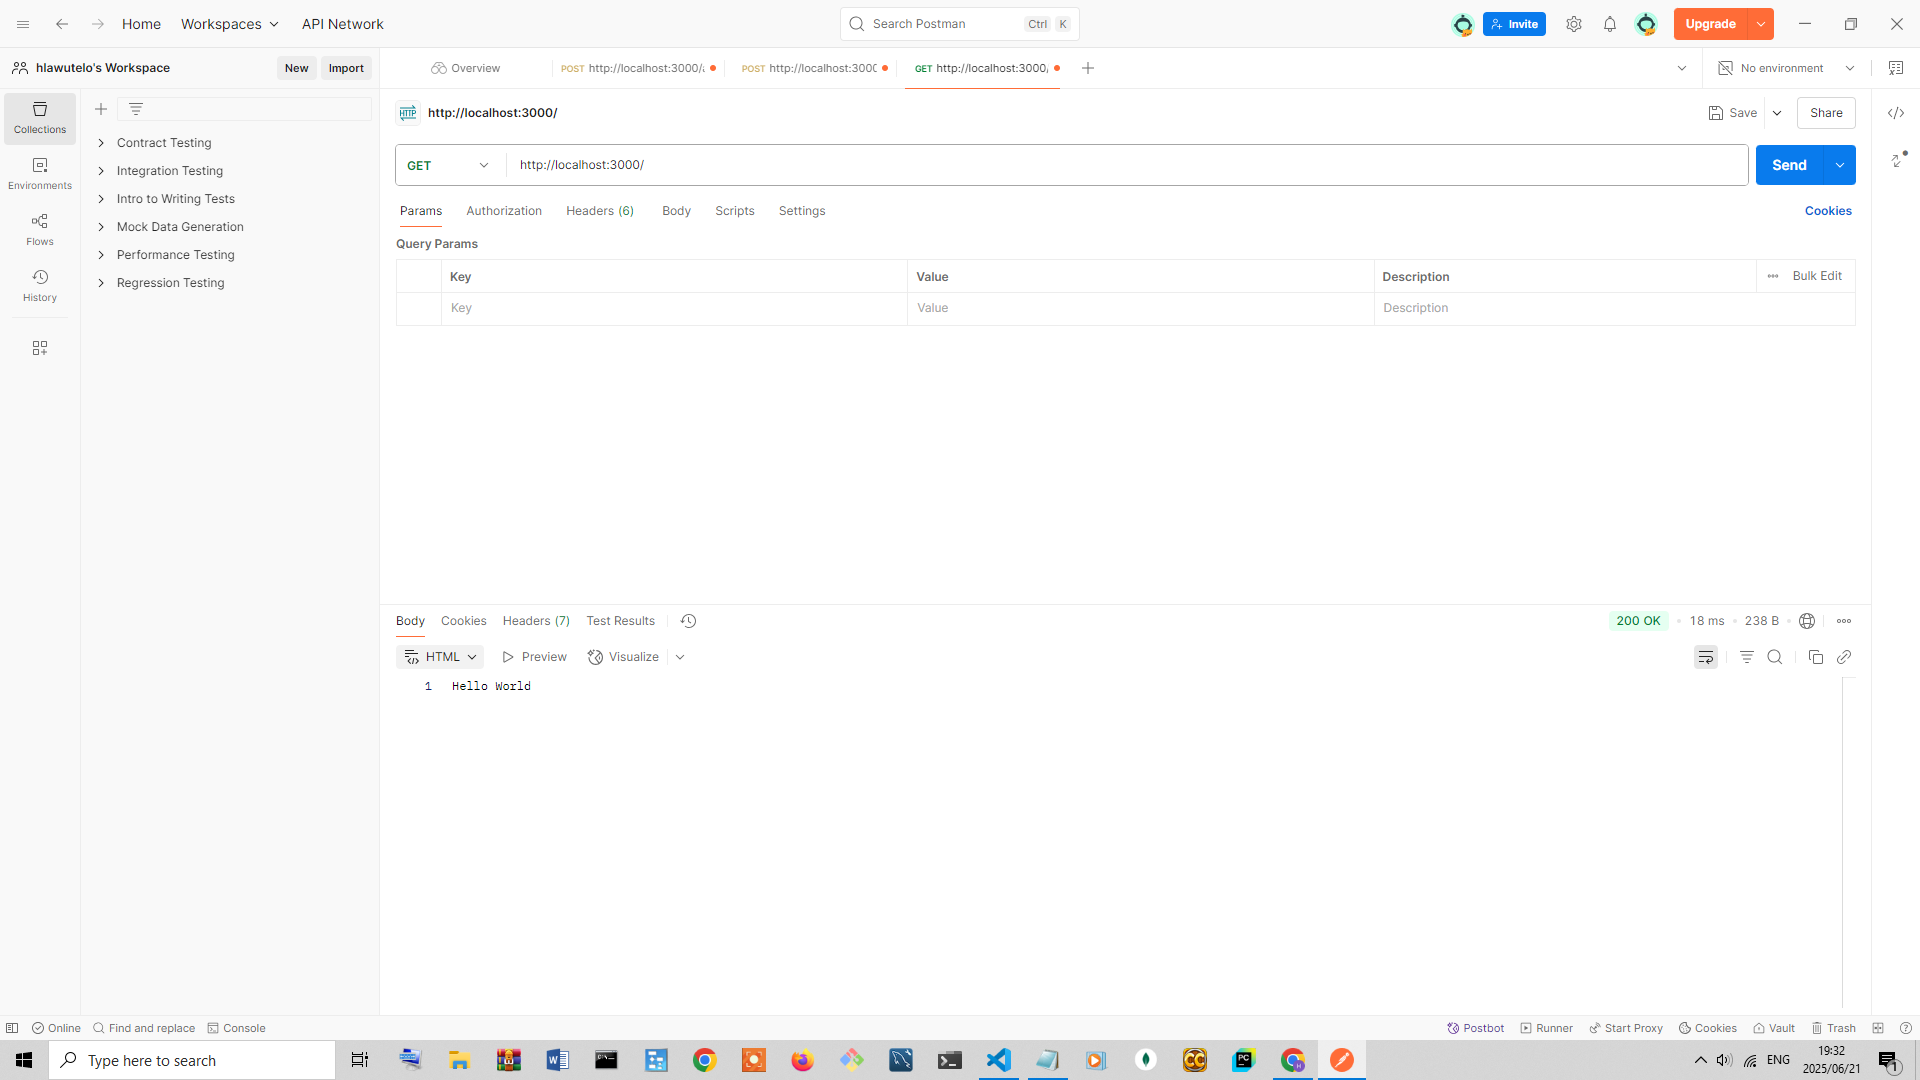 Home Workspaces API Network Search Postman Ctrl K Invite Upgrade
hlawutelo's Workspace New Import Overview POST http://localhost:3000/ POST http://localhost:300 GET http://localhost:3000/ No environment
Collections
Environments
Flows
History
Contract Testing
Integration Testing
Intro to Writing Tests
Mock Data Generation
Performance Testing
Regression Testing
HTTP http://localhost:3000/ Save Share
GET http://localhost:3000/ Send
Params Authorization Headers (6) Body Scripts Settings Cookies
Query Params
Key Value Description Bulk Edit
Key Value Description
Body Cookies Headers (7) Test Results 200 OK 18 ms 238 B
HTML Preview Visualize
1 Hello World
Online Find and replace Console Postbot Runner Start Proxy Cookies Vault Trash
Type here to search ENG 19:32
2025/06/21 1